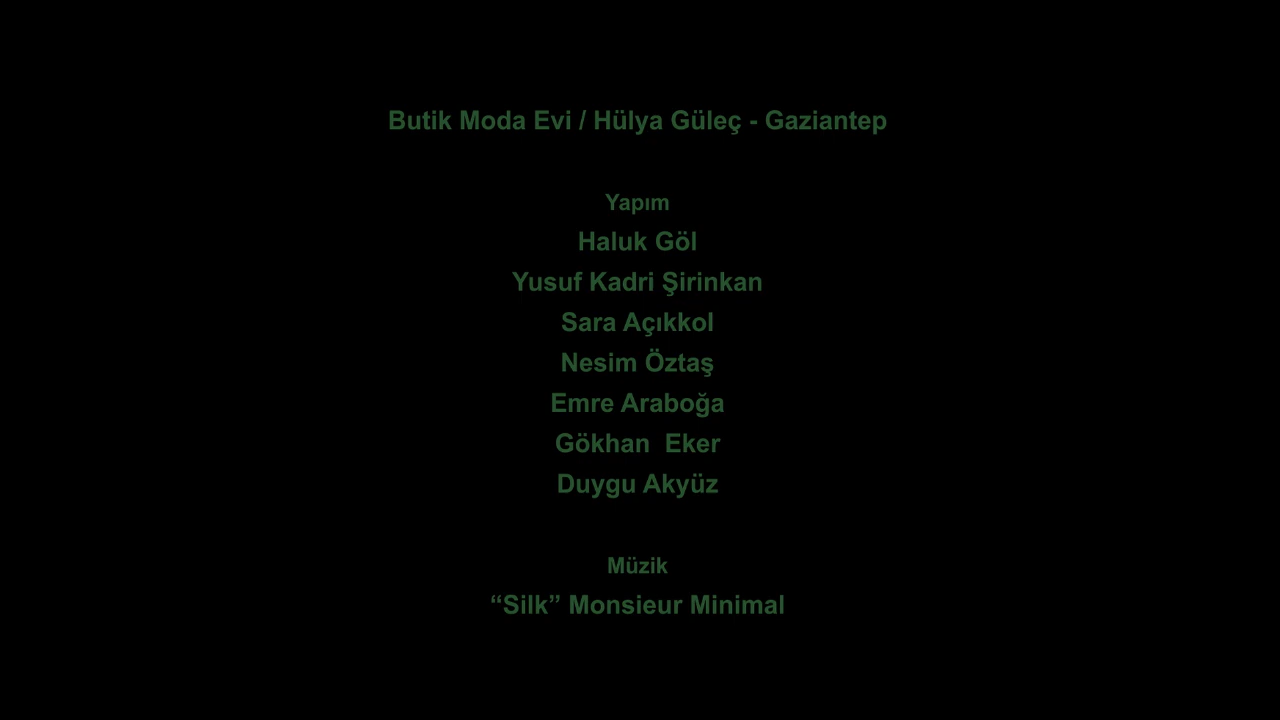 Butik Moda Evi / Hülya Güleç - Gaziantep
Yapım
Haluk Göl
Yusuf Kadri Şirinkan
Sara Açıkkol
Nesim Öztaş
Emre Araboğa
Gökhan  Eker
Duygu Akyüz
Müzik
“Silk” Monsieur Minimal